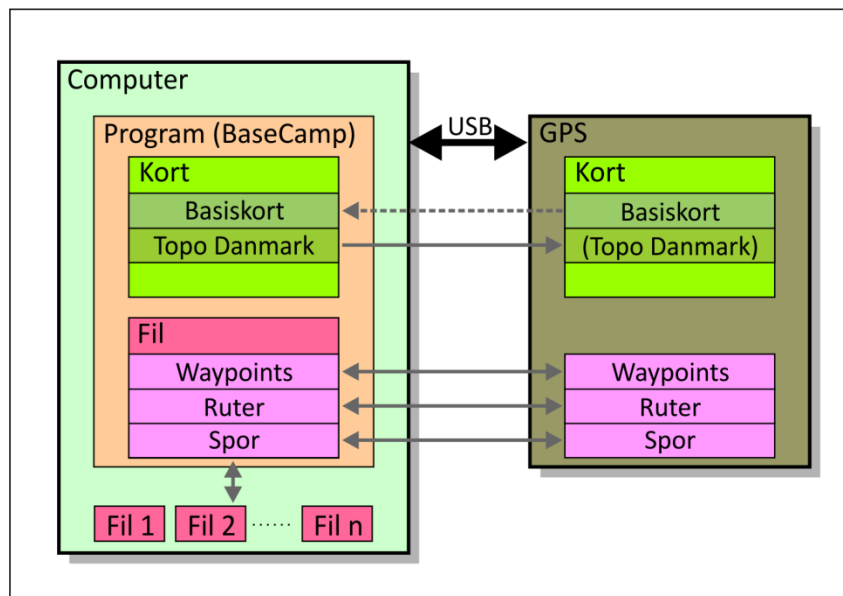 Computer
Program (BaseCamp)
Kort
Basiskort
Topo Danmark
Fil
Waypoints
Ruter
Spor
Fil 1
Fil 2
......
Fil n
USB
GPS
Kort
Basiskort
(Topo Danmark)
Waypoints
Ruter
Spor